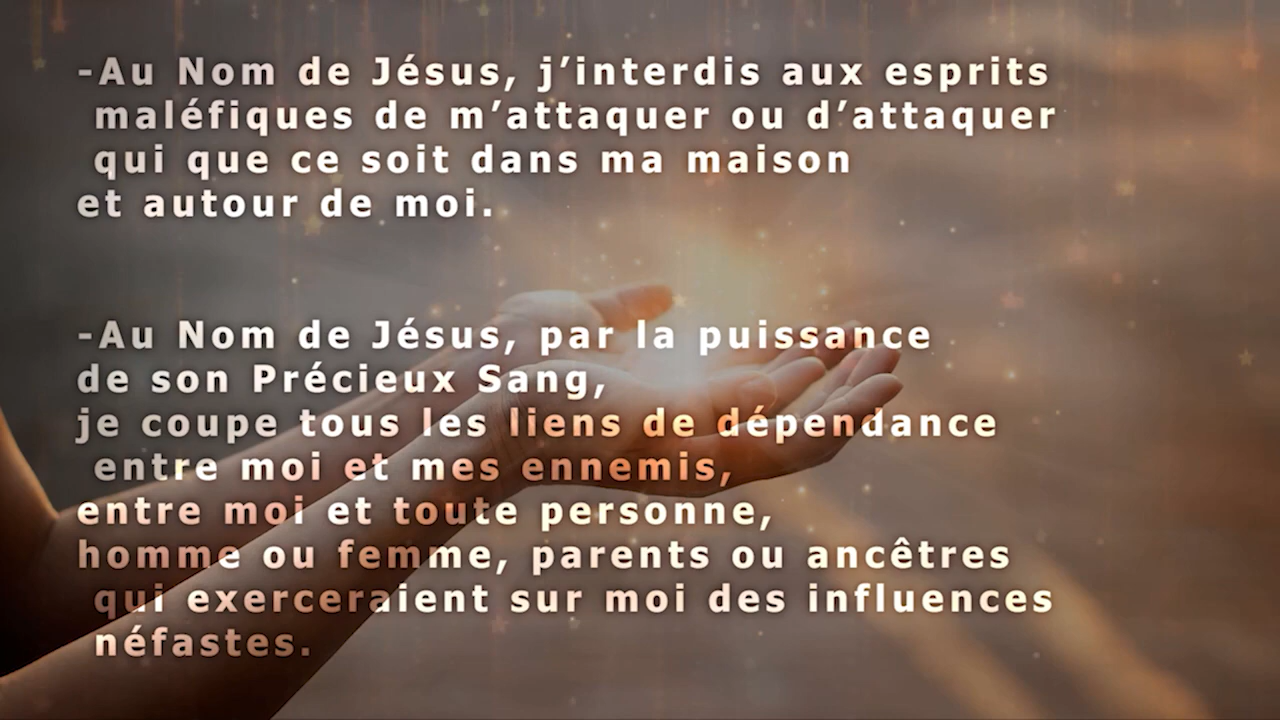 -Au Nom de Jésus, j’interdis aux esprits
maléfiques de m’attaquer ou d’attaquer
qui que ce soit dans ma maison
et autour de moi.
-Au Nom de Jésus, par la puissance
de son Précieux Sang,
je coupe tous les liens de dépendance
entre moi et mes ennemis,
entre moi et toute personne,
homme ou femme, parents ou ancêtres
qui exerceraient sur moi des influences
néfastes.